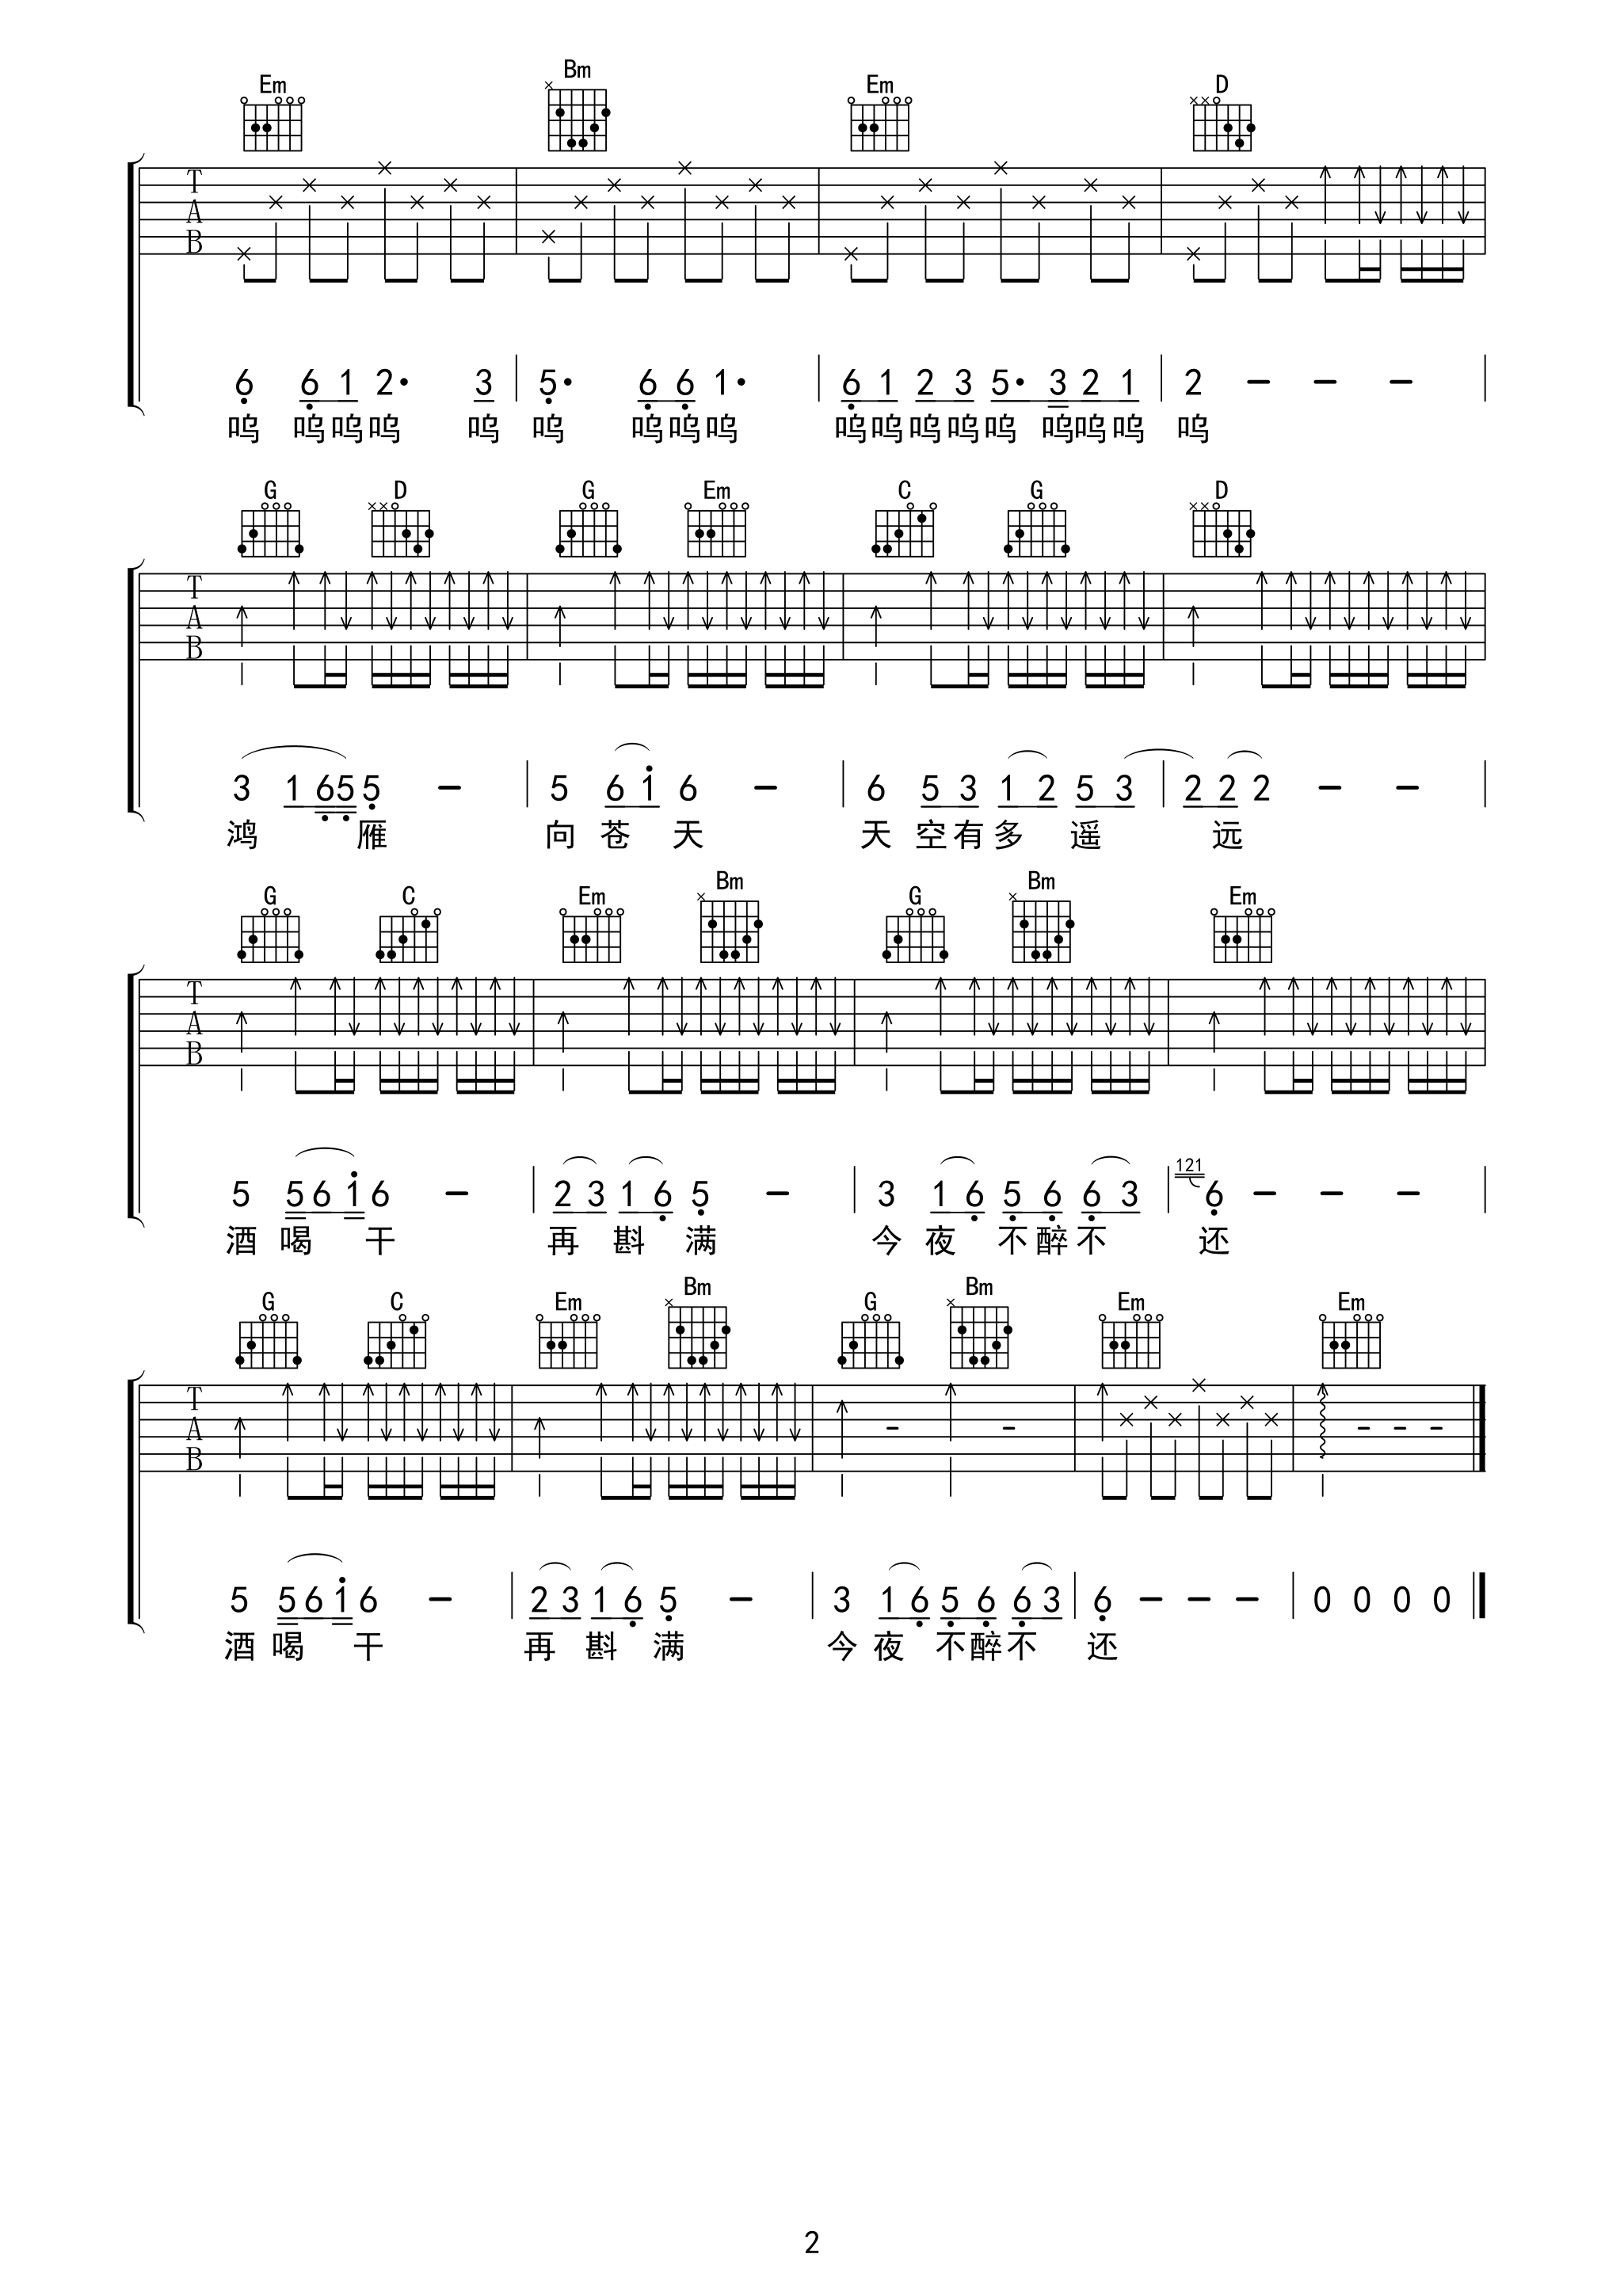 Em Bm Em D
T
A
B
6 6 1 2· 3 5· 6 6 1· 6 1 2 3 5· 3 2 1 2 – – –
呜 呜呜呜 呜 呜 呜呜呜 呜呜呜呜呜 呜呜呜 呜
G D G Em C G D
T
A
B
3 1 6 5 5 – 5 6 1 6 – 6 5 3 1 2 5 3 2 2 2 – –
鸿 雁 向 苍 天 天 空有多 遥 远
G C Em Bm G Bm Em
T
A
B
5 5 6 1 6 – 2 3 1 6 5 – 3 1 6 5 6 6 3 121 6 – – –
酒 喝 干 再 斟 满 今 夜 不醉不 还
G C Em Bm G Bm Em Em
T
A
B
5 5 6 1 6 – 2 3 1 6 5 – 3 1 6 5 6 6 3 6 – – – 0 0 0 0
酒 喝 干 再 斟 满 今 夜 不醉不 还
2